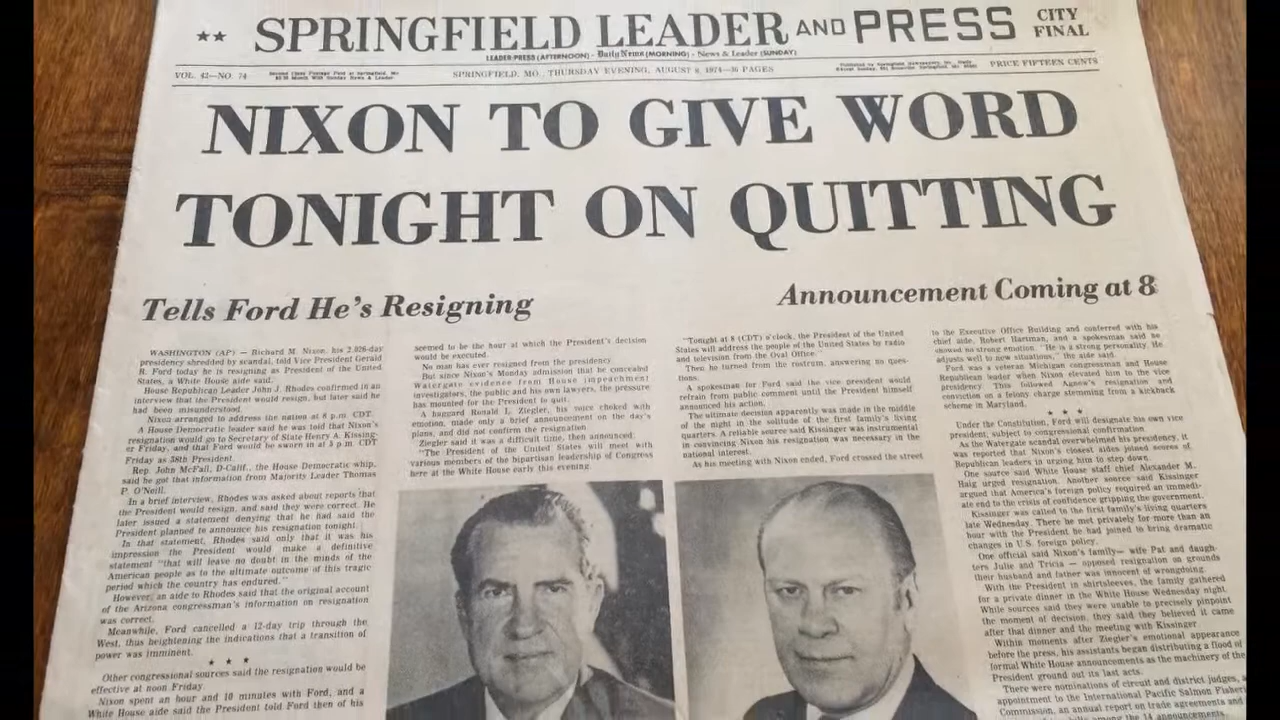 ★★ SPRINGFIELD LEADER AND PRESS CITY
FINAL
LEADER-PRESS (AFTERNOON) - Daily News (MORNING) - News & Leader (SUNDAY)
VOL. 42—NO. 74
SPRINGFIELD, MO., THURSDAY EVENING, AUGUST 8, 1974—36 PAGES
PRICE FIFTEEN CENTS
NIXON TO GIVE WORD
TONIGHT ON QUITTING
Tells Ford He's Resigning
Announcement Coming at 8
WASHINGTON (AP) — Richard M. Nixon, his 2,026-day
presidency shredded by scandal, told Vice President Gerald
R. Ford today he is resigning as President of the United
States, a White House aide said.
House Republican Leader John J. Rhodes confirmed in an
interview that the President would resign, but later said he
had been misunderstood.
Nixon arranged to address the nation at 8 p.m. CDT.
A House Democratic leader said he was told that Nixon's
resignation would go to Secretary of State Henry A. Kissing-
er Friday, and that Ford would be sworn in at 5 p.m. CDT
Friday as 38th President.
Rep. John McFall, D-Calif., the House Democratic whip,
said he got that information from Majority Leader Thomas
P. O'Neill.
In a brief interview, Rhodes was asked about reports that
the President would resign, and said they were correct. He
later issued a statement denying that he had said the
President planned to announce his resignation tonight.
In that statement, Rhodes said only that it was his
impression the President would make a definitive
statement "that will leave no doubt in the minds of the
American people as to the ultimate outcome of this tragic
period which the country has endured."
However, an aide to Rhodes said that the original account
of the Arizona congressman's information on resignation
was correct.
Meanwhile, Ford cancelled a 12-day trip through the
West, thus heightening the indications that a transition of
power was imminent.
★ ★ ★
Other congressional sources said the resignation would be
effective at noon Friday.
Nixon spent an hour and 10 minutes with Ford, and a
White House aide said the President told Ford then of his
seemed to be the hour at which the President's decision
would be executed.
No man has ever resigned from the presidency.
But since Nixon's Monday admission that he concealed
Watergate evidence from House impeachment
investigators, the public and his own lawyers, the pressure
has mounted for the President to quit.
A haggard Ronald L. Ziegler, his voice choked with
emotion, made only a brief announcement on the day's
plans, and did not confirm the resignation.
Ziegler said it was a difficult time, then announced:
"The President of the United States will meet with
various members of the bipartisan leadership of Congress
here at the White House early this evening.
"Tonight at 8 (CDT) o'clock, the President of the United
States will address the people of the United States by radio
and television from the Oval Office."
Then he turned from the rostrum, answering no ques-
tions.
A spokesman for Ford said the vice president would
refrain from public comment until the President himself
announced his action.
The ultimate decision apparently was made in the middle
of the night in the solitude of the first family's living
quarters. A reliable source said Kissinger was instrumental
in convincing Nixon his resignation was necessary in the
national interest.
As his meeting with Nixon ended, Ford crossed the street
to the Executive Office Building and conferred with his
chief aide, Robert Hartman, and a spokesman said he
showed no strong emotion. "He is a strong personality. He
adjusts well to new situations," the aide said.
Ford was a veteran Michigan congressman and House
Republican leader when Nixon elevated him to the vice
presidency. This followed Agnew's resignation and
conviction on a felony charge stemming from a kickback
scheme in Maryland.
★ ★ ★
Under the Constitution, Ford will designate his own vice
president, subject to congressional confirmation.
As the Watergate scandal overwhelmed his presidency, it
was reported that Nixon's closest aides joined scores of
Republican leaders in urging him to step down.
One source said White House staff chief Alexander M.
Haig urged resignation. Another source said Kissinger
argued that America's foreign policy required an immedi-
ate end to the crisis of confidence gripping the government.
Kissinger was called to the first family's living quarters
late Wednesday. There he met privately for more than an
hour with the President he had joined to bring dramatic
changes in U.S. foreign policy.
One official said Nixon's family— wife Pat and daugh-
ters Julie and Tricia — opposed resignation on grounds
their husband and father was innocent of wrongdoing.
With the President in shirtsleeves, the family gathered
for a private dinner in the White House Wednesday night.
While sources said they were unable to precisely pinpoint
the moment of decision, they said they believed it came
after that dinner and the meeting with Kissinger.
Within moments after Ziegler's emotional appearance
before the press, his assistants began distributing a flood of
formal White House announcements as the machinery of the
President ground out its last acts.
There were nominations of circuit and district judges, a
appointment to the International Pacific Salmon Fisheri
Commission, an annual report on trade agreements and
among the 14 announcements.